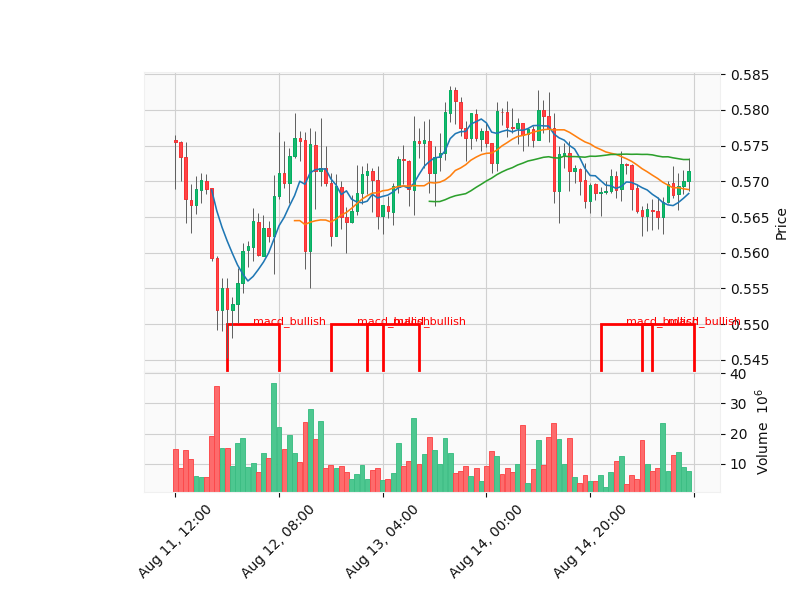 0.585
0.580
0.575
0.570
0.565
0.560
0.555
0.550
0.545
Price
macd_bullish
macd_bullish
macd_bullish
macd_bullish
macd_bullish
40
30
20
10
Volume 10^6
Aug 11, 12:00
Aug 12, 08:00
Aug 13, 04:00
Aug 14, 00:00
Aug 14, 20:00